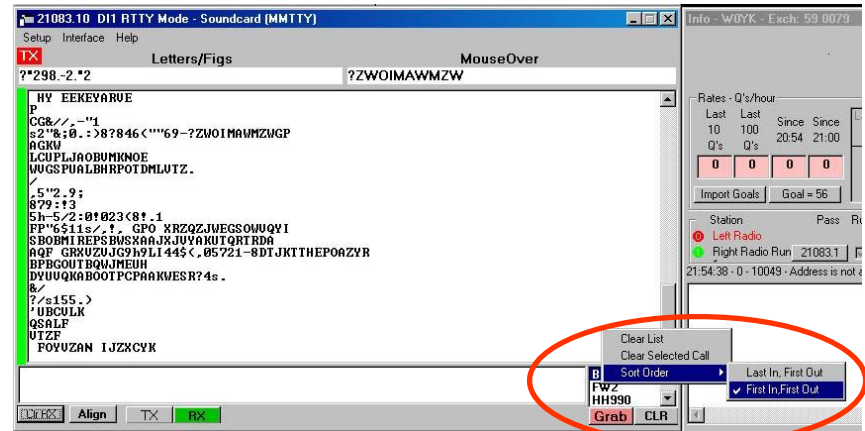 21083.10 DI1 RTTY Mode - Soundcard (MMTTY)
Setup Interface Help
TX Letters/Figs MouseOver
?"298.-2."2 ?ZWOIMAWMZW
HY EEKEYARUE
P
CG&//,-"1
s2"&;0.:)8?846(""69-?ZWOIMAWMZWGP
AGKW
LCUPLJAOBUMKNOE
WUGSPUALBHRPOTDMLUTZ.
/
,5"2.9;
879:!3
5h-5/2:0!023(8!.1
FP"6$11s/,!, GPO XRZQZJWEGSOWUQYI
SBOBMIREPSBWSXAAJXJUYAKUTQRTRDA
AQF GRXUZUJG9h9LI44$(,05721-8DTJKTTHEPOAZYR
BPBGOUTBQWJMEUH
DYUUQKABOOTPCPAAKWESR?4s.
&/
?/s155.)
'UBCULK
QSALF
UTZF
FOYUZAN IJZXCYK
B
FW2
HH990
Align TX RX Grab CLR
Clear List
Clear Selected Call
Sort Order
Last In, First Out
First In,First Out
Info - W0YK - Exch: 59 0079
Rates - Q's/hour
Last Last Since Since
10 100 20:54 21:00
Q's Q's
0 0 0 0
Import Goals Goal = 56
Station Pass
Left Radio
Right Radio Run 21083.1
21:54:38 - 0 - 10049 - Address is not a